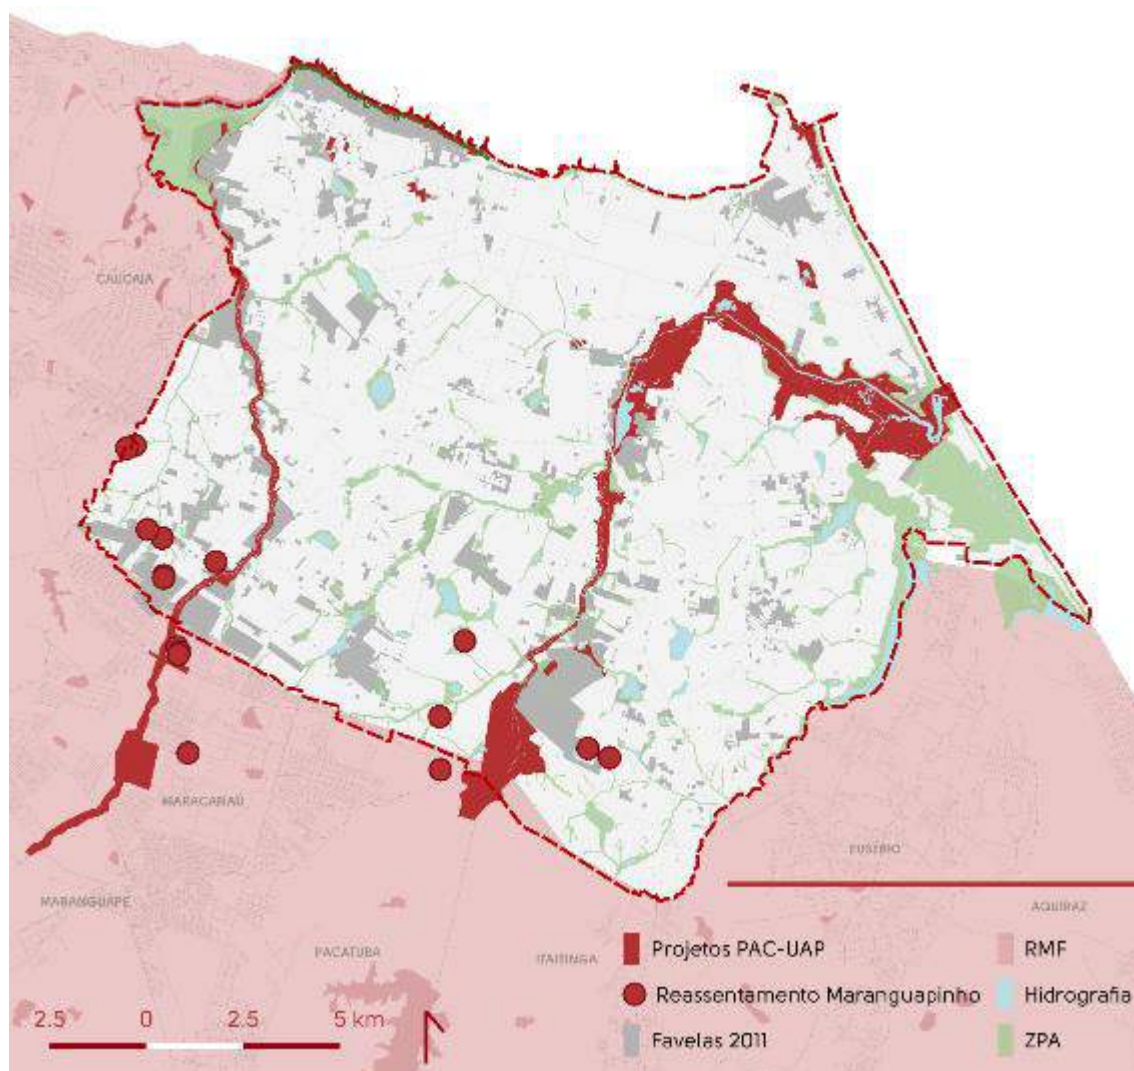 CAUCAIA
MARACANAÚ
EUSÉBIO
MARANGUAPE
AQUIRAZ
PACATUBA
ITAITINGA
Projetos PAC-UAP
RMF
Reassentamento Maranguapinho
Hidrografia
Favelas 2011
ZPA
2.5 0 2.5 5 km